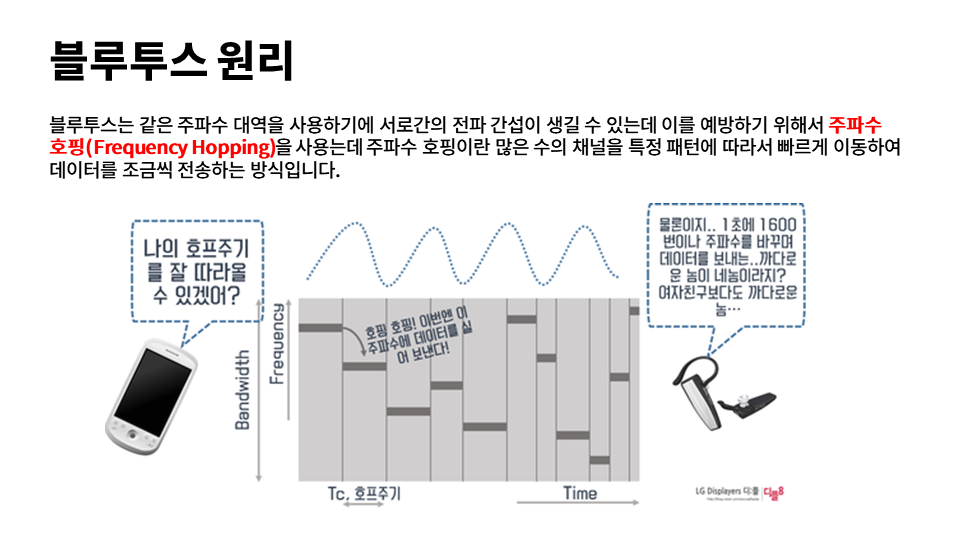 블루투스 원리
블루투스는 같은 주파수 대역을 사용하기에 서로간의 전파 간섭이 생길 수 있는데 이를 예방하기 위해서 주파수
호핑(Frequency Hopping)을 사용하는데 주파수 호핑이란 많은 수의 채널을 특정 패턴에 따라서 빠르게 이동하여
데이터를 조금씩 전송하는 방식입니다.
나의 호프주기
를 잘 따라올
수 있겠어?
물론이지.. 1초에 1600
번이나 주파수를 바꾸며
데이터를 보내는..까다로
운 놈이 네놈이라지?
여자친구보다도 까다로운
놈…
Bandwidth
Frequency
호핑 호핑! 이번엔 이
주파수에 데이터를 실
어 보낸다!
Tc, 호프주기
Time
LG Displayers 디:플 디플8